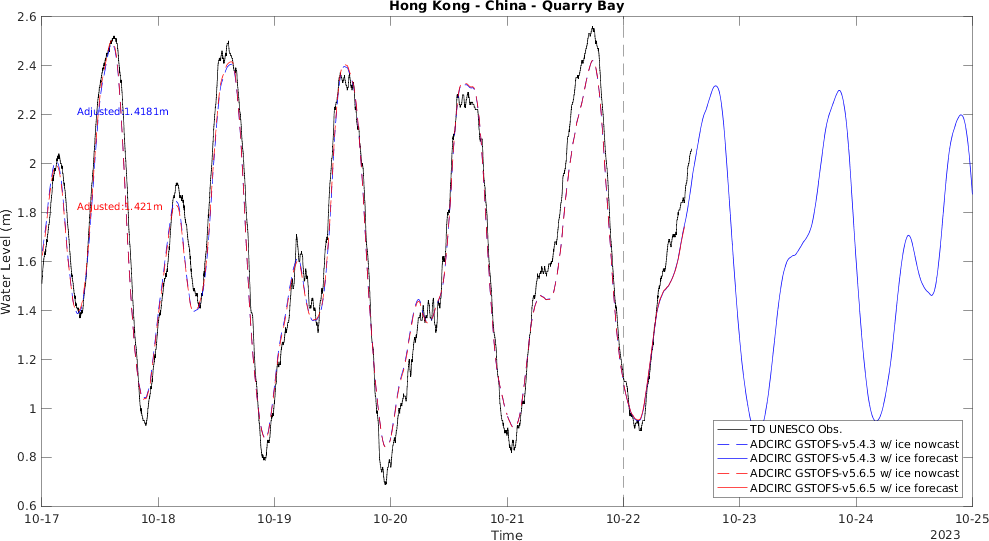 Hong Kong - China - Quarry Bay
2.6
2.4
2.2
2
1.8
1.6
1.4
1.2
1
0.8
0.6
Water Level (m)
Adjusted:1.4181m
Adjusted:1.421m
TD UNESCO Obs.
ADCIRC GSTOFS-v5.4.3 w/ ice nowcast
ADCIRC GSTOFS-v5.4.3 w/ ice forecast
ADCIRC GSTOFS-v5.6.5 w/ ice nowcast
ADCIRC GSTOFS-v5.6.5 w/ ice forecast
10-17 10-18 10-19 10-20 10-21 10-22 10-23 10-24 10-25
Time
2023